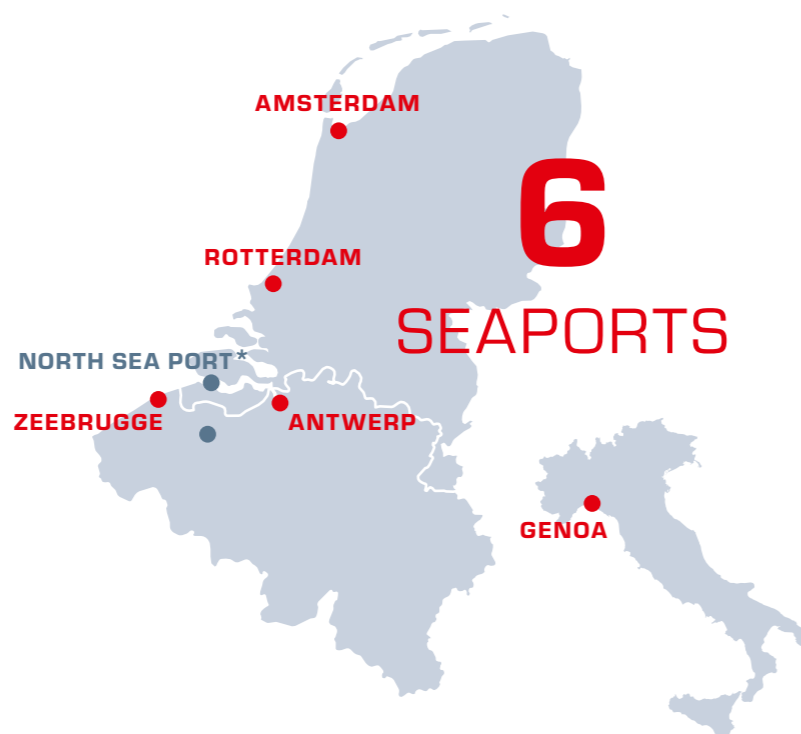 AMSTERDAM
6
ROTTERDAM
SEAPORTS
NORTH SEA PORT*
ZEEBRUGGE
ANTWERP
GENOA